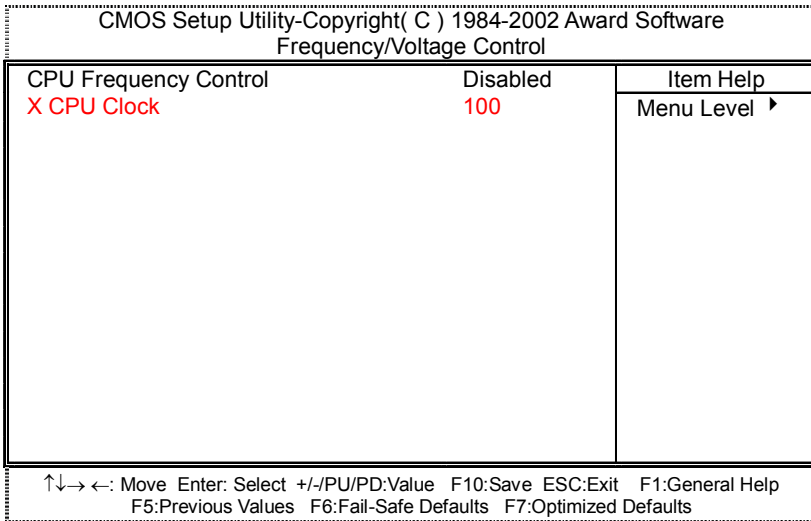 CMOS Setup Utility-Copyright( C ) 1984-2002 Award Software
Frequency/Voltage Control
CPU Frequency Control Disabled Item Help
X CPU Clock 100 Menu Level ▶
↑↓→ ←: Move Enter: Select +/-/PU/PD:Value F10:Save ESC:Exit F1:General Help
F5:Previous Values F6:Fail-Safe Defaults F7:Optimized Defaults